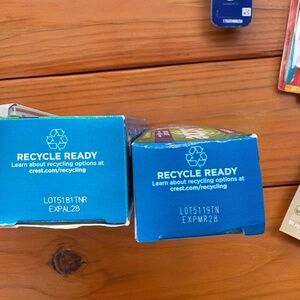 RECYCLE READY
Learn about recycling options at
crest.com/recycling
LOT5181TNR
EXPAL28
RECYCLE READY
Learn about recycling options at
crest.com/recycling
LOT5119TN
EXPMR28